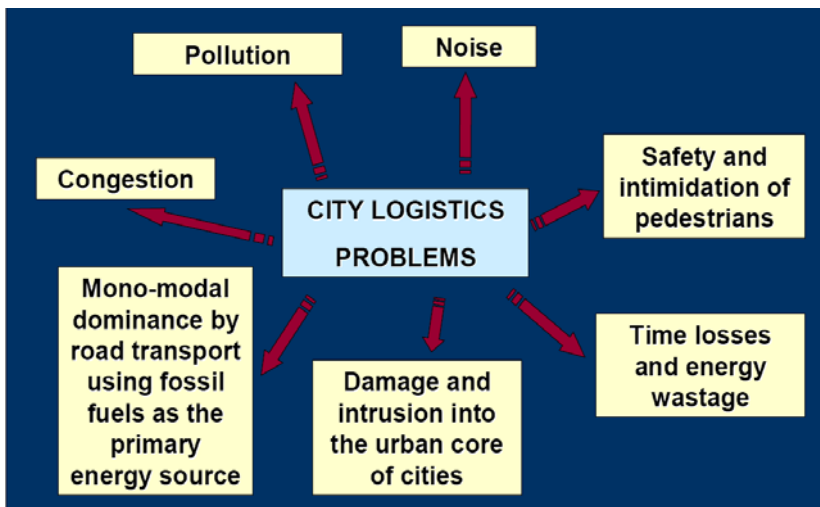 Pollution
Noise
Congestion
CITY LOGISTICS
PROBLEMS
Safety and
intimidation of
pedestrians
Mono-modal
dominance by
road transport
using fossil
fuels as the
primary
energy source
Damage and
intrusion into
the urban core
of cities
Time losses
and energy
wastage